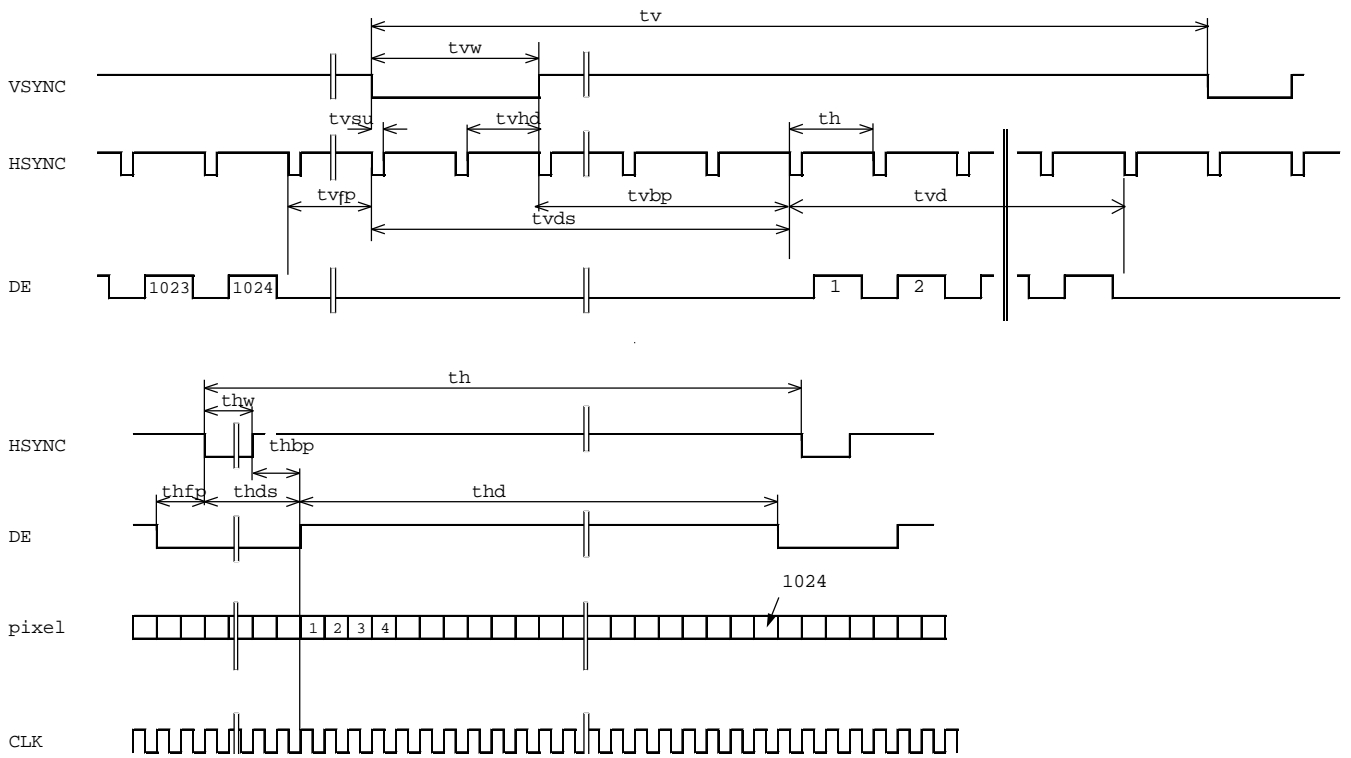 tv
tvw
VSYNC
tvsu
tvhd
th
HSYNC
tvfp
tvbp
tvd
tvds
DE
1023
1024
1
2
th
thw
HSYNC
thbp
thfp
thds
thd
DE
1024
pixel
1 2 3 4
CLK